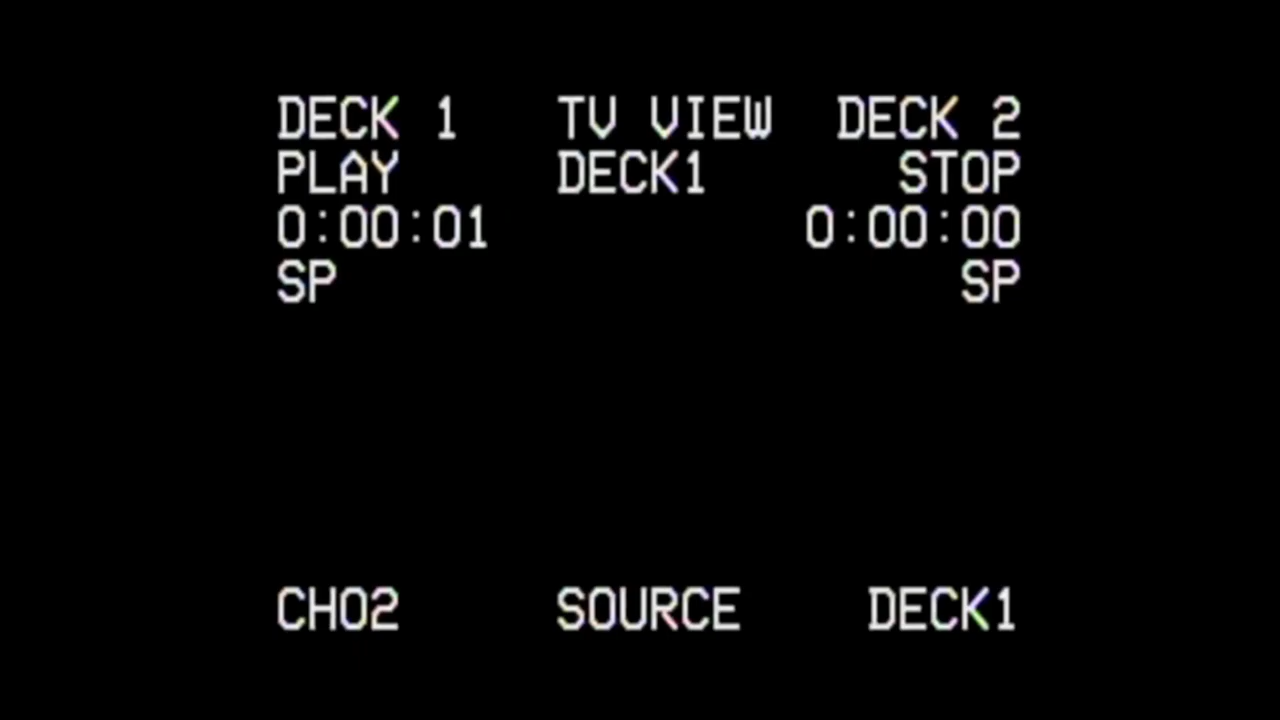 DECK 1 TV VIEW DECK 2
PLAY DECK1 STOP
0:00:01 0:00:00
SP SP
CH02 SOURCE DECK1